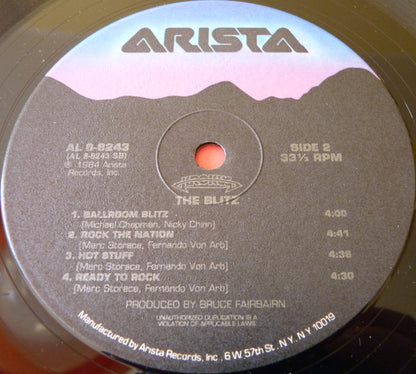 ARISTA
AL 8-8243
(AL 8-8243 SB)
℗ 1984 Arista
Records, Inc.
SIDE 2
33⅓ RPM
THE BLITZ
1. BALLROOM BLITZ 4:00
(Michael Chapman, Nicky Chinn)
2. ROCK THE NATION 4:41
(Marc Storace, Fernando Von Arb)
3. HOT STUFF 4:38
(Marc Storace, Fernando Von Arb)
4. READY TO ROCK 4:30
(Marc Storace, Fernando Von Arb)
PRODUCED BY BRUCE FAIRBAIRN
UNAUTHORIZED DUPLICATION IS A
VIOLATION OF APPLICABLE LAWS
Manufactured by Arista Records, Inc., 6 W. 57th St., N.Y., N.Y. 10019